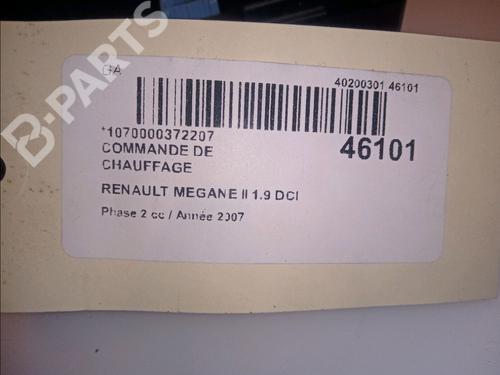 GA
40200301 46101
*1070000372207
46101
COMMANDE DE
CHAUFFAGE
RENAULT MEGANE II 1.9 DCI
Phase 2 cc / Année 2007
B-PARTS